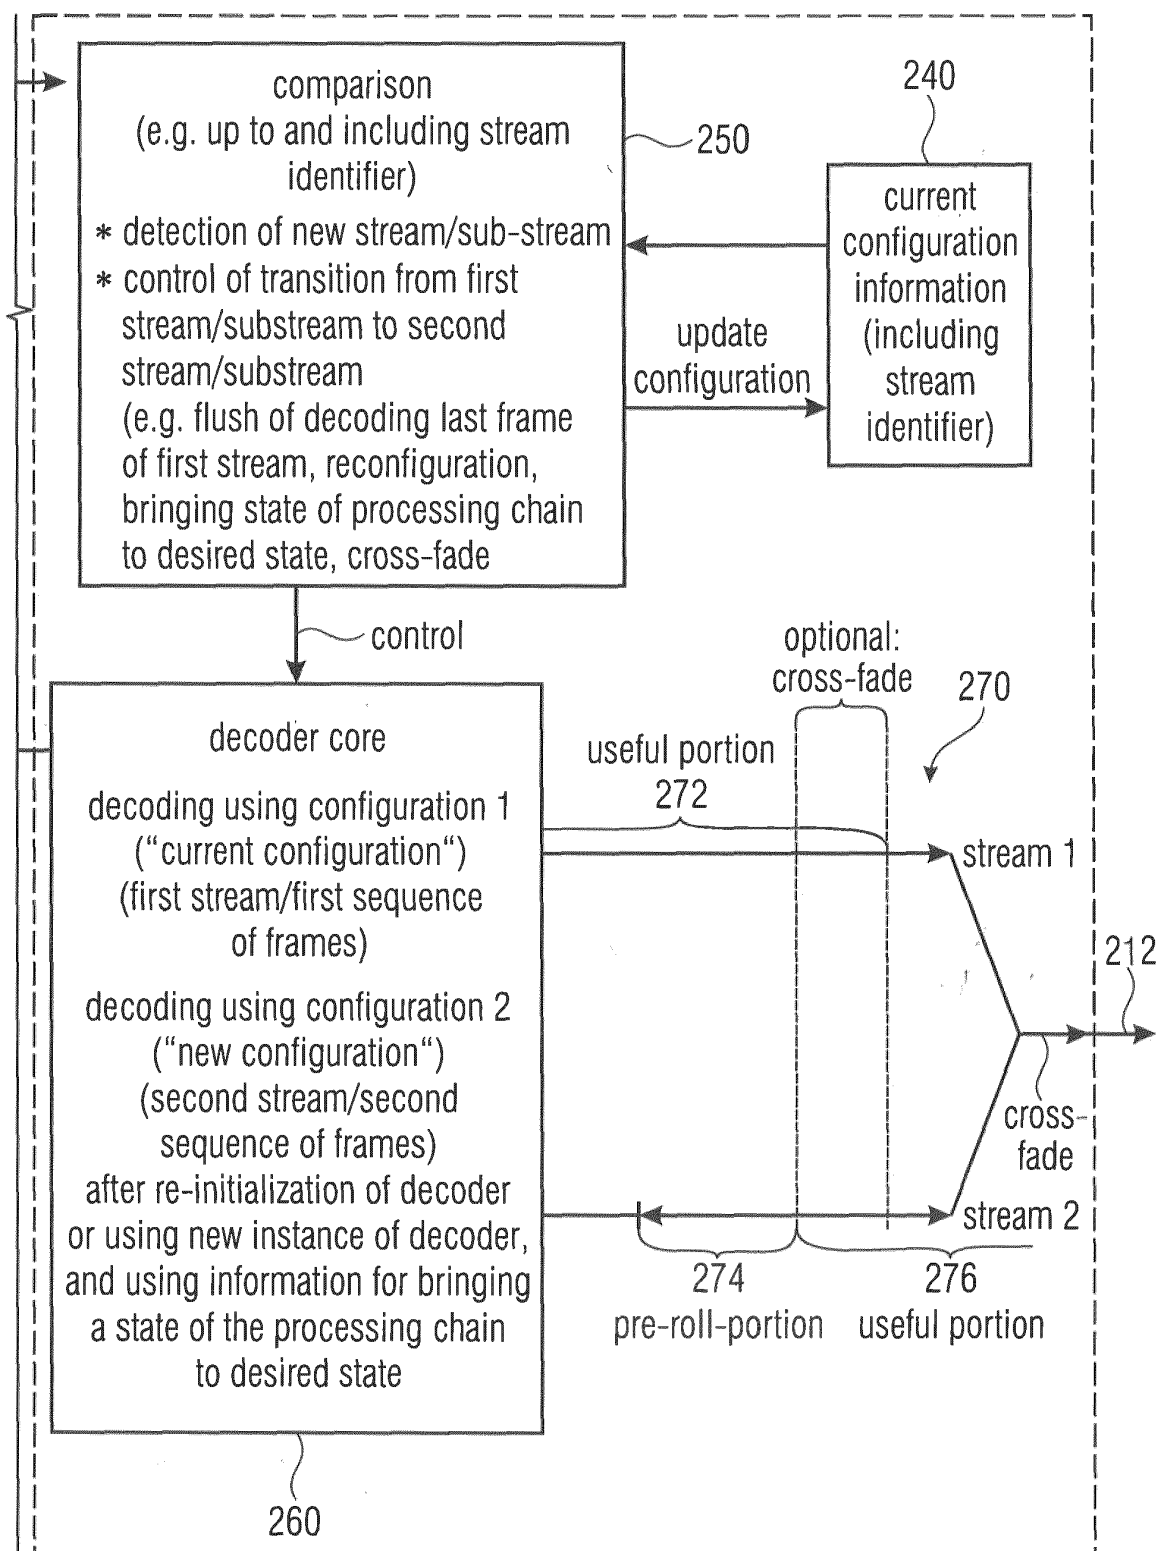 comparison
(e.g. up to and including stream
identifier)
* detection of new stream/sub-stream
* control of transition from first
stream/substream to second
stream/substream
(e.g. flush of decoding last frame
of first stream, reconfiguration,
bringing state of processing chain
to desired state, cross-fade
250
240
current
configuration
information
(including
stream
identifier)
update
configuration
control
decoder core
decoding using configuration 1
(“current configuration“)
(first stream/first sequence
of frames)
decoding using configuration 2
(“new configuration“)
(second stream/second
sequence of frames)
after re-initialization of decoder
or using new instance of decoder,
and using information for bringing
a state of the processing chain
to desired state
260
optional:
cross-fade
270
useful portion
272
stream 1
212
cross-
fade
stream 2
274
pre-roll-portion
276
useful portion